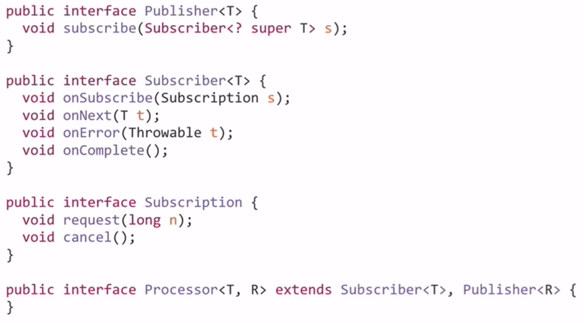 public interface Publisher<T> {
  void subscribe(Subscriber<? super T> s);
}
public interface Subscriber<T> {
  void onSubscribe(Subscription s);
  void onNext(T t);
  void onError(Throwable t);
  void onComplete();
}
public interface Subscription {
  void request(long n);
  void cancel();
}
public interface Processor<T, R> extends Subscriber<T>, Publisher<R> {
}